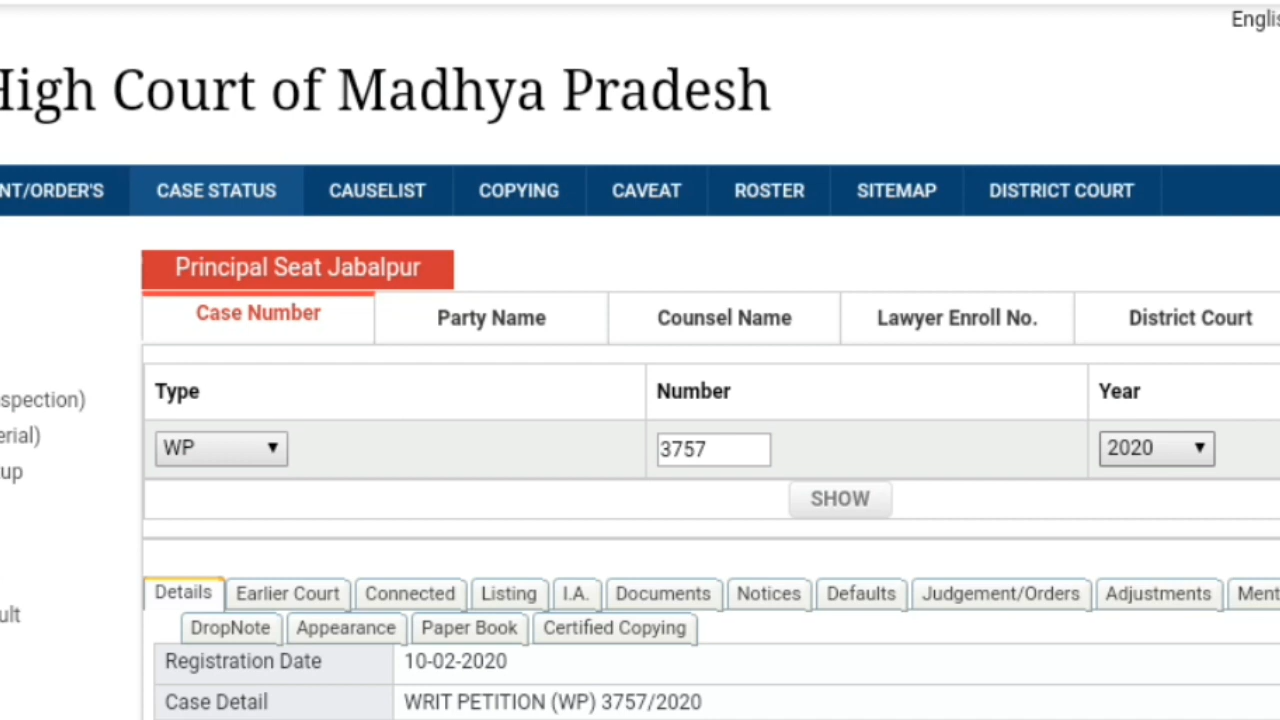 High Court of Madhya Pradesh
NT/ORDER'S CASE STATUS CAUSELIST COPYING CAVEAT ROSTER SITEMAP DISTRICT COURT
Principal Seat Jabalpur
Case Number Party Name Counsel Name Lawyer Enroll No. District Court
spection)
erial)
up
ult
Type Number Year
WP 3757 2020
SHOW
Details Earlier Court Connected Listing I.A. Documents Notices Defaults Judgement/Orders Adjustments Ment
DropNote Appearance Paper Book Certified Copying
Registration Date 10-02-2020
Case Detail WRIT PETITION (WP) 3757/2020